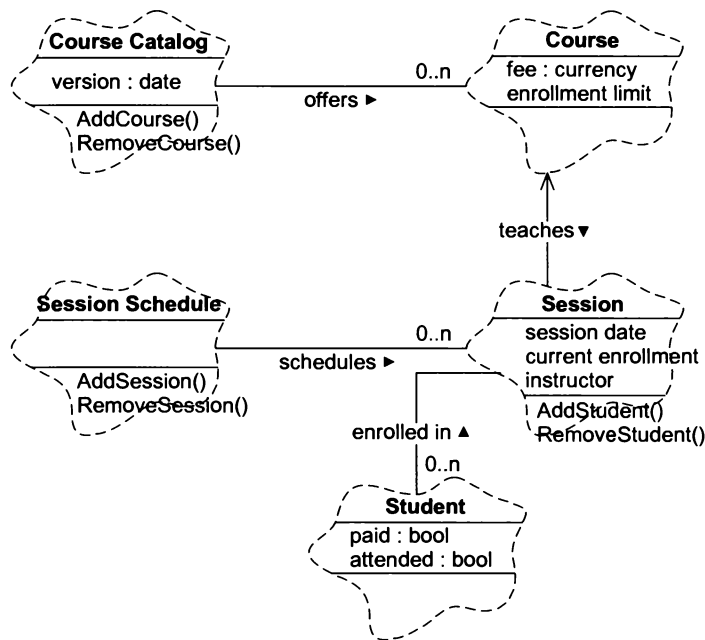 Course Catalog
version : date
AddCourse()
RemoveCourse()
offers ►
0..n
Course
fee : currency
enrollment limit
teaches ▼
Session Schedule
AddSession()
RemoveSession()
schedules ►
0..n
Session
session date
current enrollment
instructor
AddStudent()
RemoveStudent()
enrolled in ▲
0..n
Student
paid : bool
attended : bool